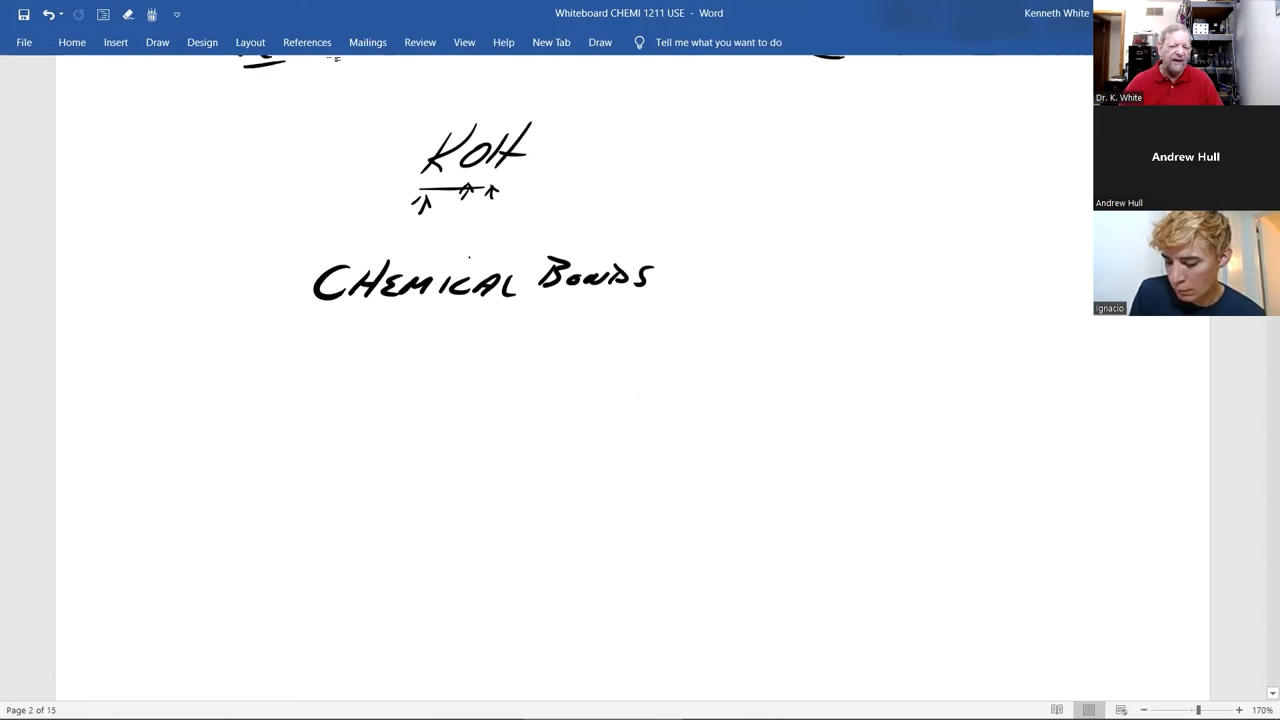 Whiteboard CHEMI 1211 USE - Word
Kenneth White
File Home Insert Draw Design Layout References Mailings Review View Help New Tab Draw Tell me what you want to do
Dr. K. White
KOH
Andrew Hull
Andrew Hull
CHEMICAL BONDS
Ignacio
Page 2 of 15
170%